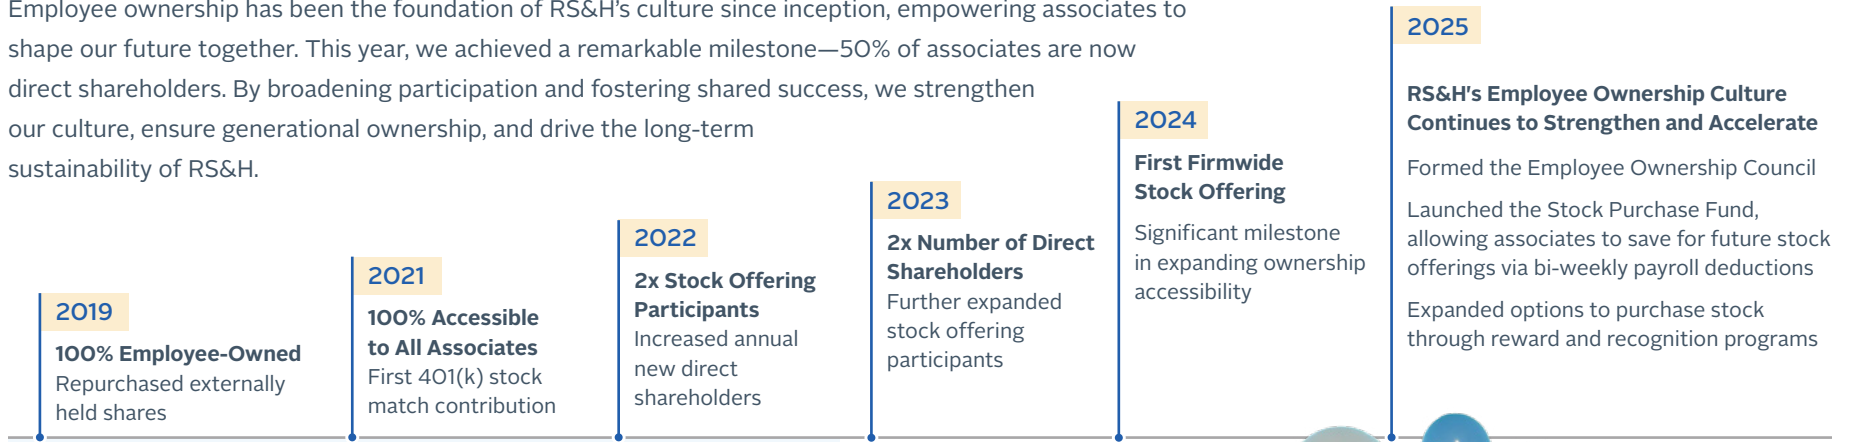 Employee ownership has been the foundation of RS&H's culture since inception, empowering associates to
shape our future together. This year, we achieved a remarkable milestone—50% of associates are now
direct shareholders. By broadening participation and fostering shared success, we strengthen
our culture, ensure generational ownership, and drive the long-term
sustainability of RS&H.
2019
100% Employee-Owned
Repurchased externally
held shares
2021
100% Accessible
to All Associates
First 401(k) stock
match contribution
2022
2x Stock Offering
Participants
Increased annual
new direct
shareholders
2023
2x Number of Direct
Shareholders
Further expanded
stock offering
participants
2024
First Firmwide
Stock Offering
Significant milestone
in expanding ownership
accessibility
2025
RS&H's Employee Ownership Culture
Continues to Strengthen and Accelerate
Formed the Employee Ownership Council
Launched the Stock Purchase Fund,
allowing associates to save for future stock
offerings via bi-weekly payroll deductions
Expanded options to purchase stock
through reward and recognition programs